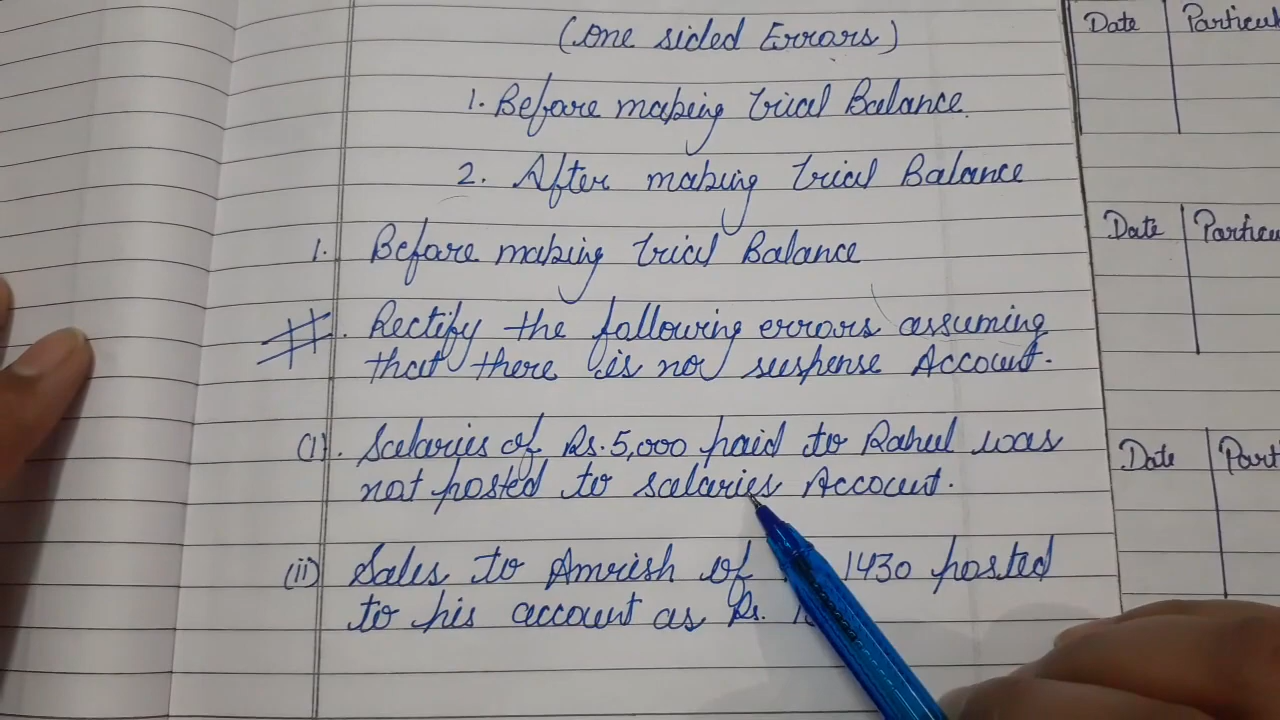 (One sided Errors)
1. Before making trial Balance.
2. After making trial Balance
1. Before making trial Balance
#. Rectify the following errors assuming
that there is no suspense Account.
(i). Salaries of Rs. 5,000 paid to Rahul was
not posted to salaries Account.
(ii) Sales to Amrish of 1430 posted
to his account as Rs.
Date
Date
Date